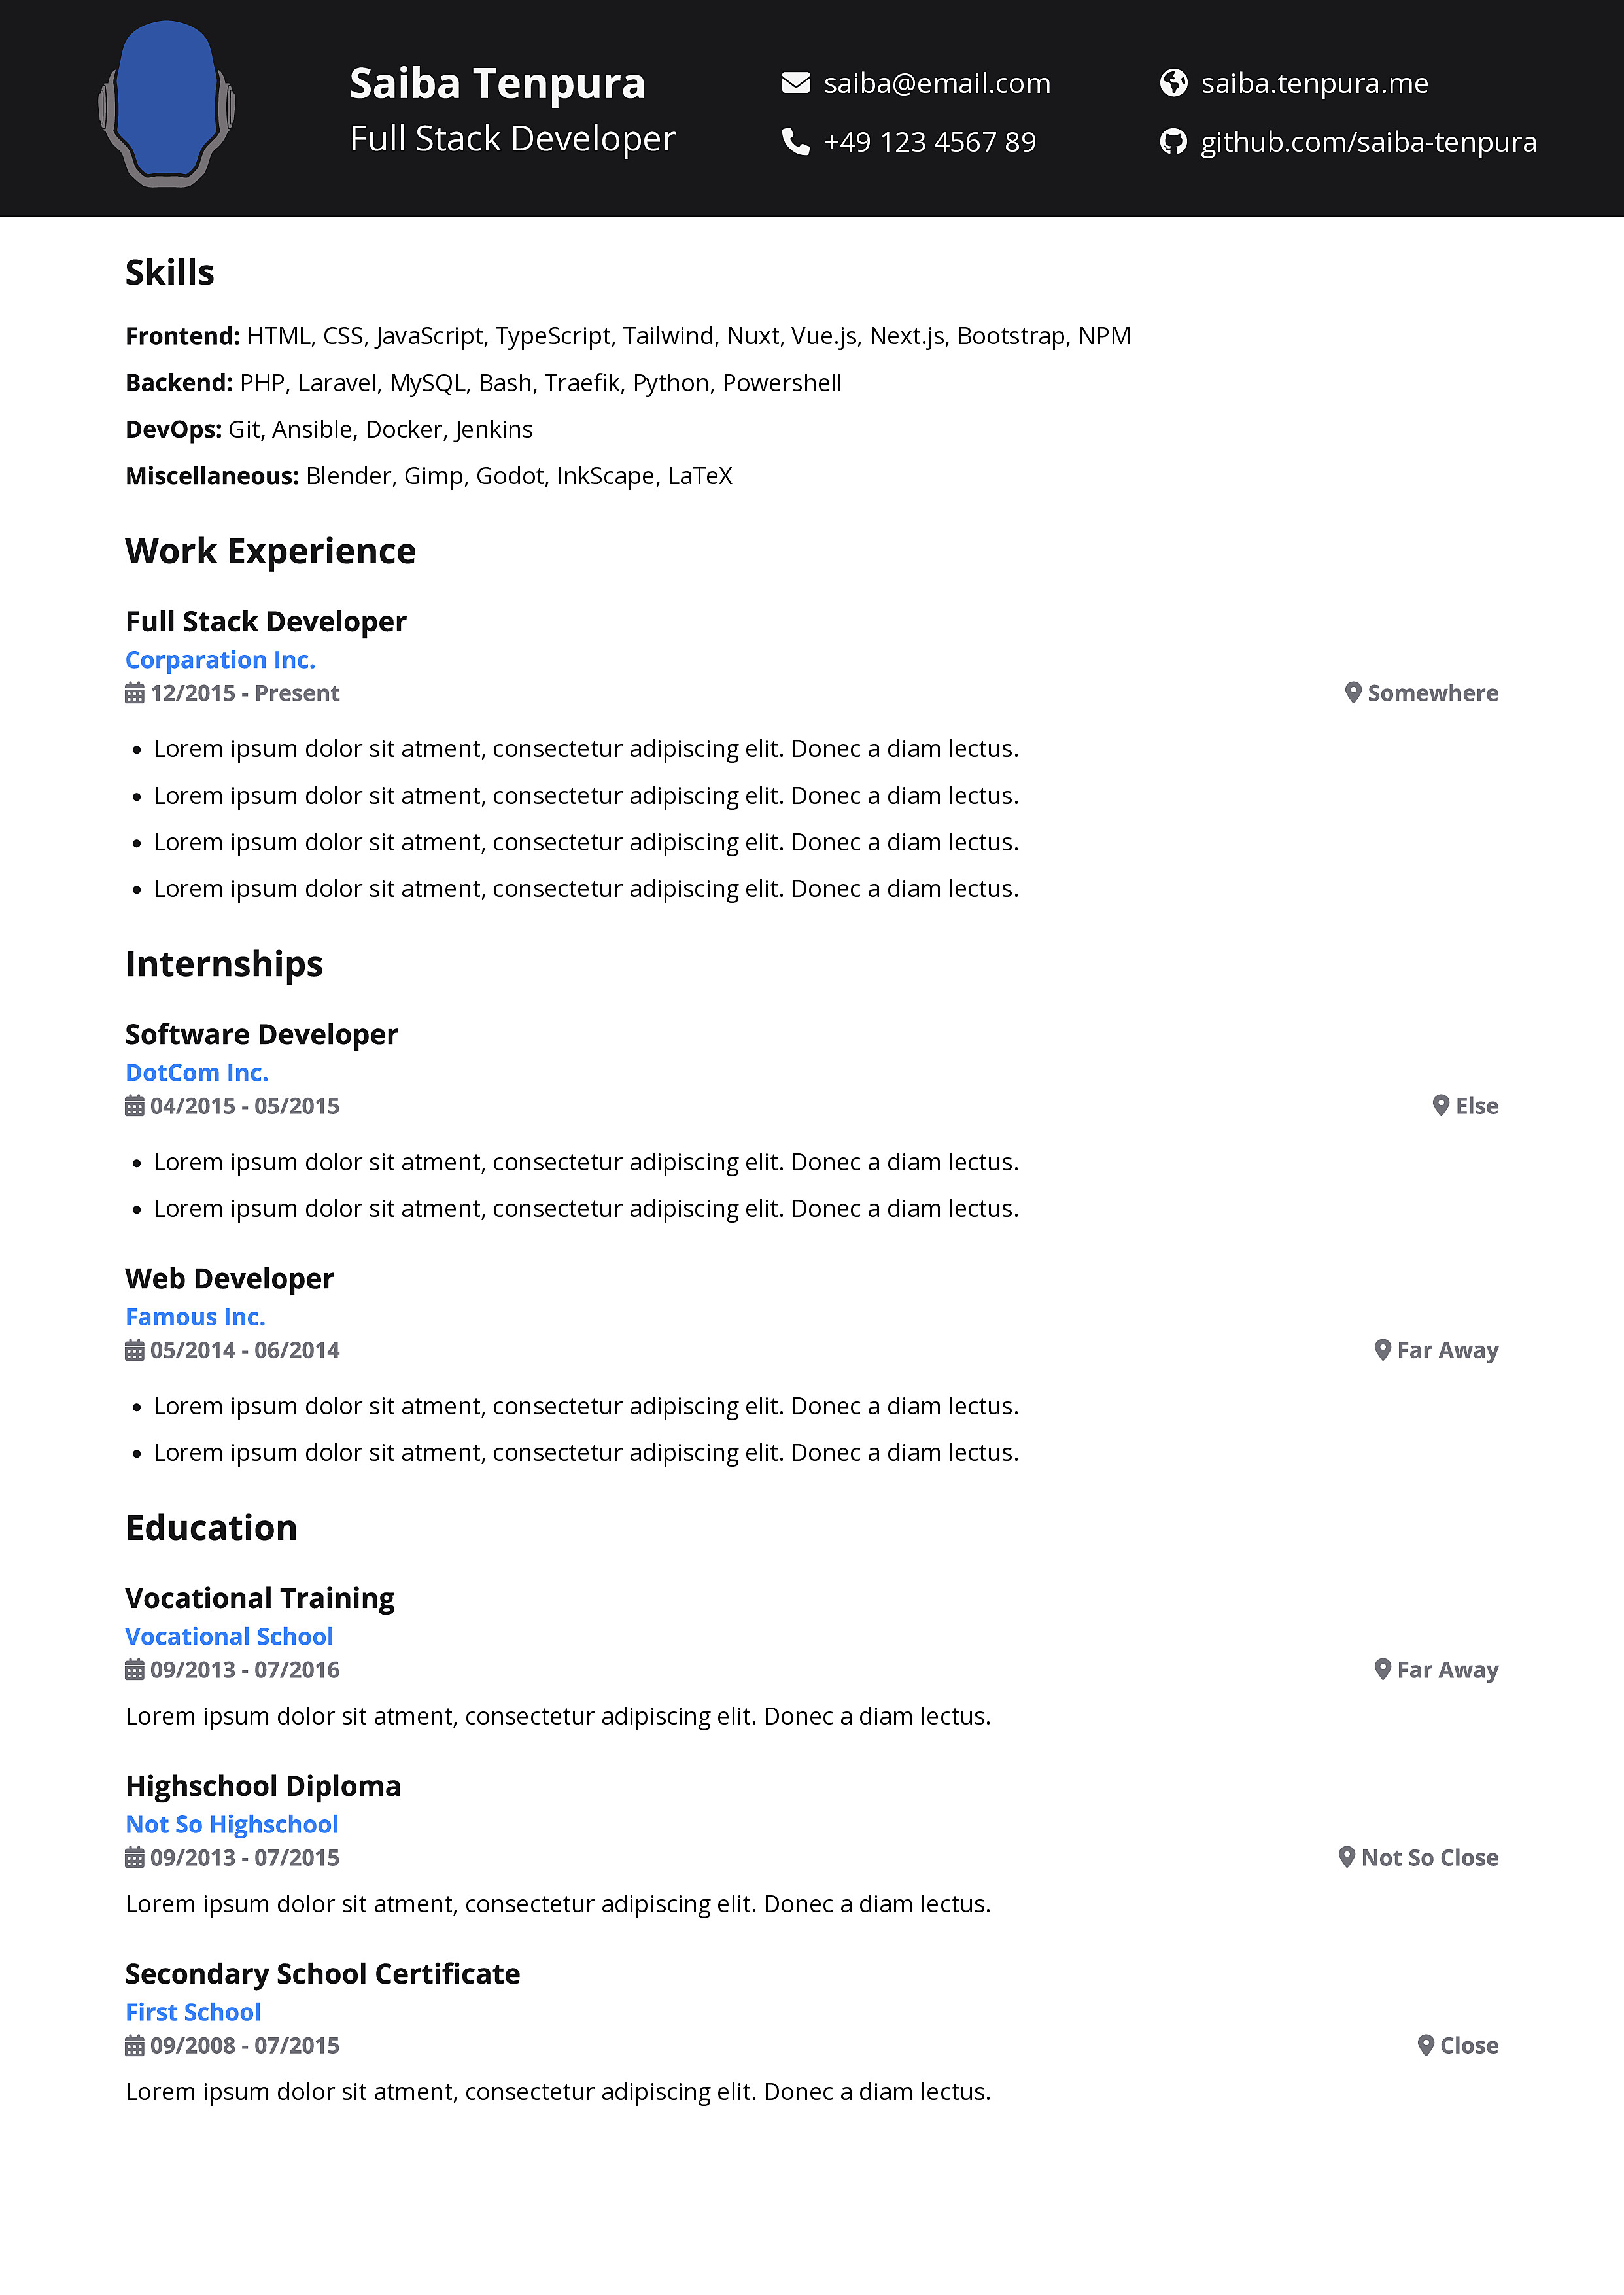 Saiba Tenpura
Full Stack Developer
saiba@email.com
+49 123 4567 89
saiba.tenpura.me
github.com/saiba-tenpura
Skills
Frontend: HTML, CSS, JavaScript, TypeScript, Tailwind, Nuxt, Vue.js, Next.js, Bootstrap, NPM
Backend: PHP, Laravel, MySQL, Bash, Traefik, Python, Powershell
DevOps: Git, Ansible, Docker, Jenkins
Miscellaneous: Blender, Gimp, Godot, InkScape, LaTeX
Work Experience
Full Stack Developer
Corparation Inc.
12/2015 - Present Somewhere
• Lorem ipsum dolor sit atment, consectetur adipiscing elit. Donec a diam lectus.
• Lorem ipsum dolor sit atment, consectetur adipiscing elit. Donec a diam lectus.
• Lorem ipsum dolor sit atment, consectetur adipiscing elit. Donec a diam lectus.
• Lorem ipsum dolor sit atment, consectetur adipiscing elit. Donec a diam lectus.
Internships
Software Developer
DotCom Inc.
04/2015 - 05/2015 Else
• Lorem ipsum dolor sit atment, consectetur adipiscing elit. Donec a diam lectus.
• Lorem ipsum dolor sit atment, consectetur adipiscing elit. Donec a diam lectus.
Web Developer
Famous Inc.
05/2014 - 06/2014 Far Away
• Lorem ipsum dolor sit atment, consectetur adipiscing elit. Donec a diam lectus.
• Lorem ipsum dolor sit atment, consectetur adipiscing elit. Donec a diam lectus.
Education
Vocational Training
Vocational School
09/2013 - 07/2016 Far Away
Lorem ipsum dolor sit atment, consectetur adipiscing elit. Donec a diam lectus.
Highschool Diploma
Not So Highschool
09/2013 - 07/2015 Not So Close
Lorem ipsum dolor sit atment, consectetur adipiscing elit. Donec a diam lectus.
Secondary School Certificate
First School
09/2008 - 07/2015 Close
Lorem ipsum dolor sit atment, consectetur adipiscing elit. Donec a diam lectus.